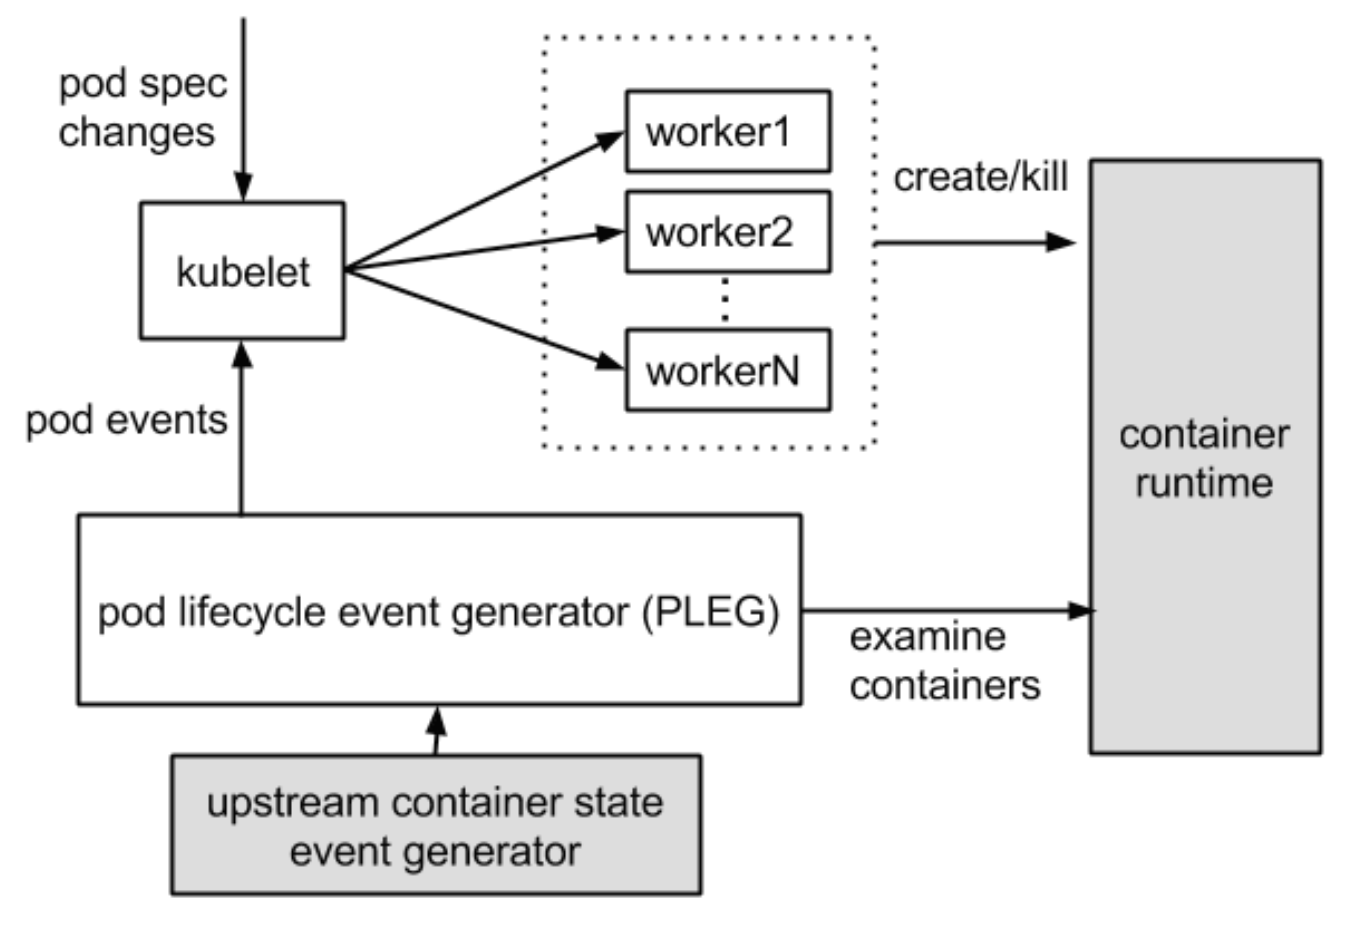 pod spec
changes
kubelet
pod events
worker1
worker2
workerN
create/kill
container
runtime
pod lifecycle event generator (PLEG)
examine
containers
upstream container state
event generator